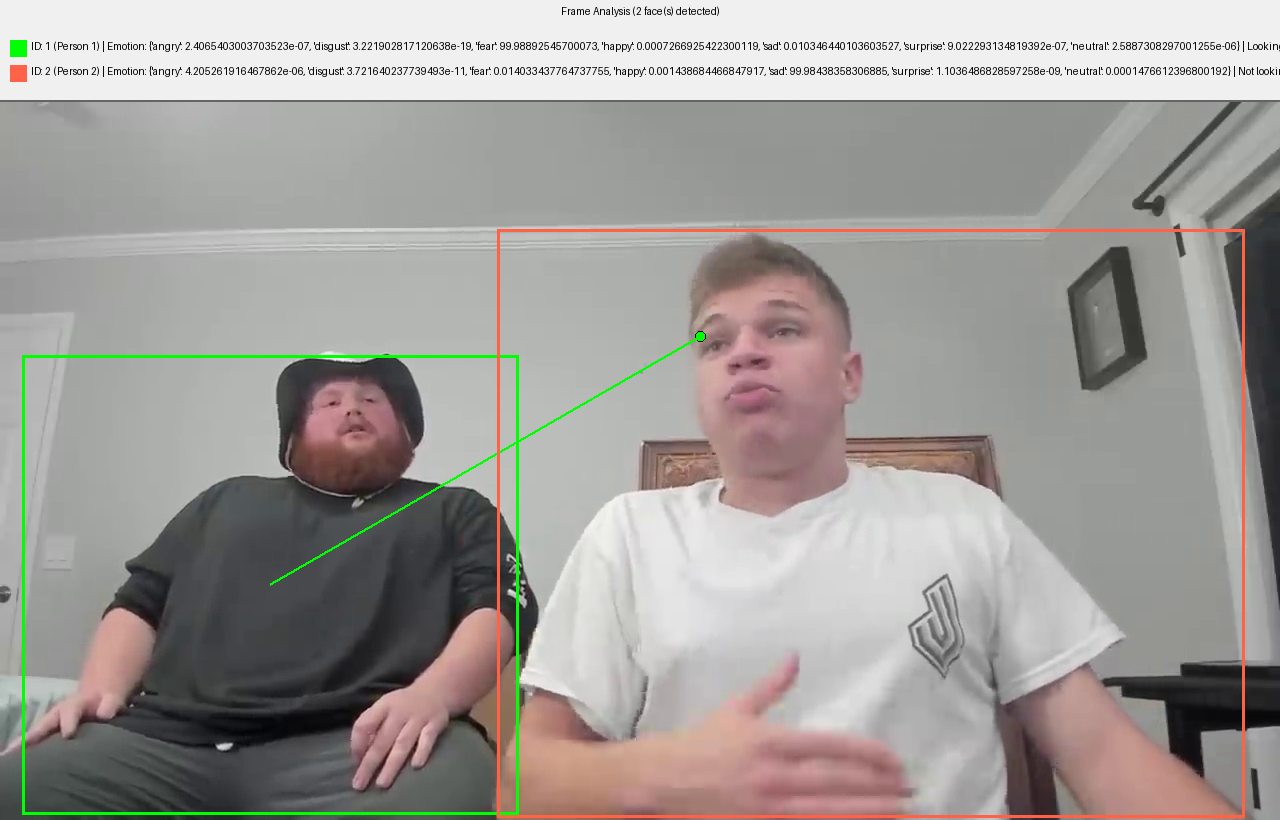 Frame Analysis (2 face(s) detected)
ID: 1 (Person 1) | Emotion: {'angry': 2.4065403003703523e-07, 'disgust': 3.221902817120638e-19, 'fear': 99.98892545700073, 'happy': 0.0007266925423300119, 'sad': 0.010346440103603527, 'surprise': 9.022293134819392e-07, 'neutral': 2.5887308297001255e-06} | Looking
ID: 2 (Person 2) | Emotion: {'angry': 4.205261916467862e-06, 'disgust': 3.721640237739493e-11, 'fear': 0.014033437764737755, 'happy': 0.001438684466847917, 'sad': 99.98438358306885, 'surprise': 1.1036486828597258e-09, 'neutral': 0.0001476612396800192} | Not lookin